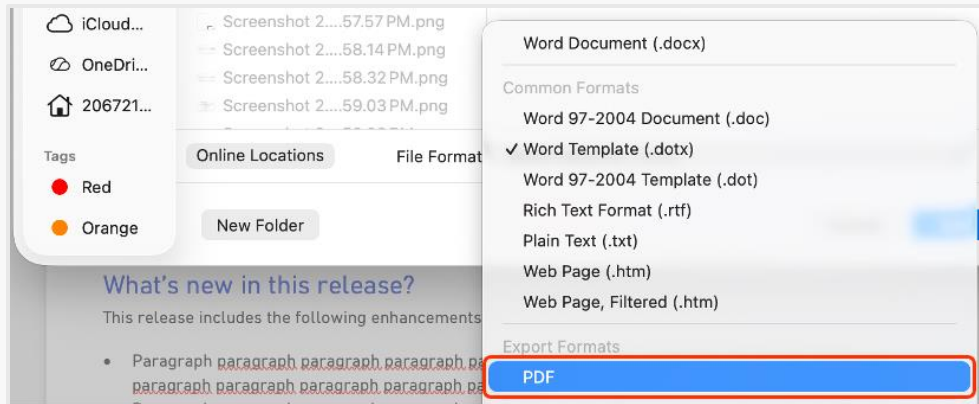 iCloud...
OneDri...
206721...
Tags
Red
Orange
Screenshot 2....57.57 PM.png
Screenshot 2....58.14 PM.png
Screenshot 2....58.32 PM.png
Screenshot 2....59.03 PM.png
Online Locations
File Format
New Folder
Word Document (.docx)
Common Formats
Word 97-2004 Document (.doc)
✓ Word Template (.dotx)
Word 97-2004 Template (.dot)
Rich Text Format (.rtf)
Plain Text (.txt)
Web Page (.htm)
Web Page, Filtered (.htm)
Export Formats
PDF
What's new in this release?
This release includes the following enhancements
• Paragraph paragraph paragraph paragraph
paragraph paragraph paragraph paragraph